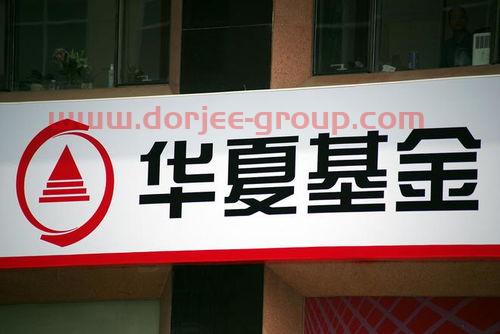 www.dorjee-group.com
华夏基金